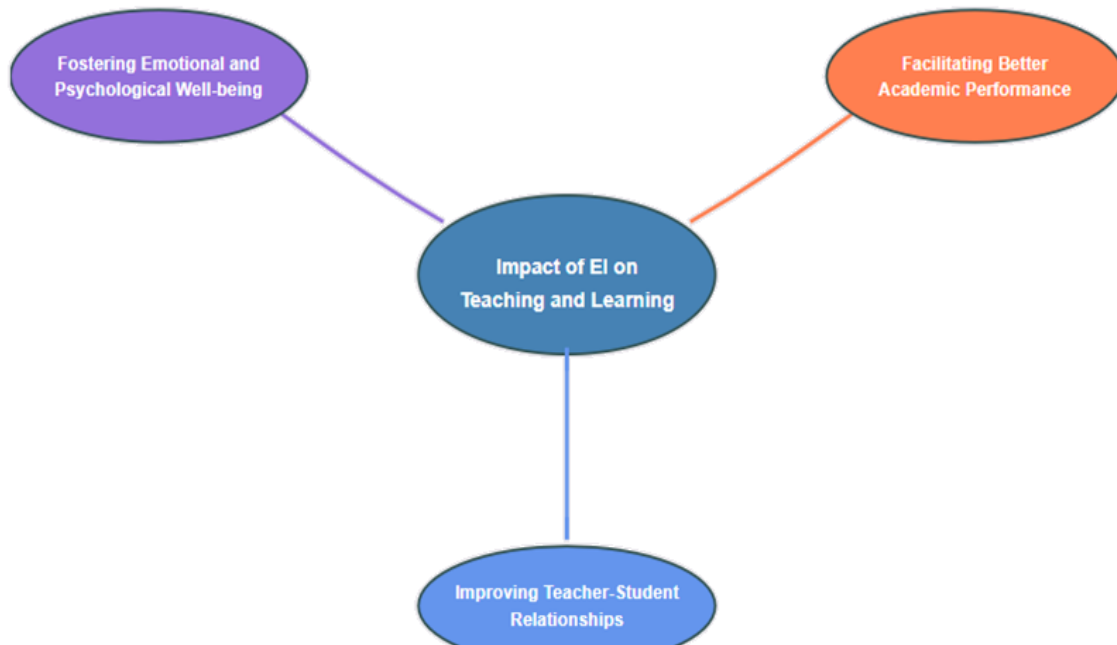 Fostering Emotional and
Psychological Well-being
Facilitating Better
Academic Performance
Impact of EI on
Teaching and Learning
Improving Teacher-Student
Relationships